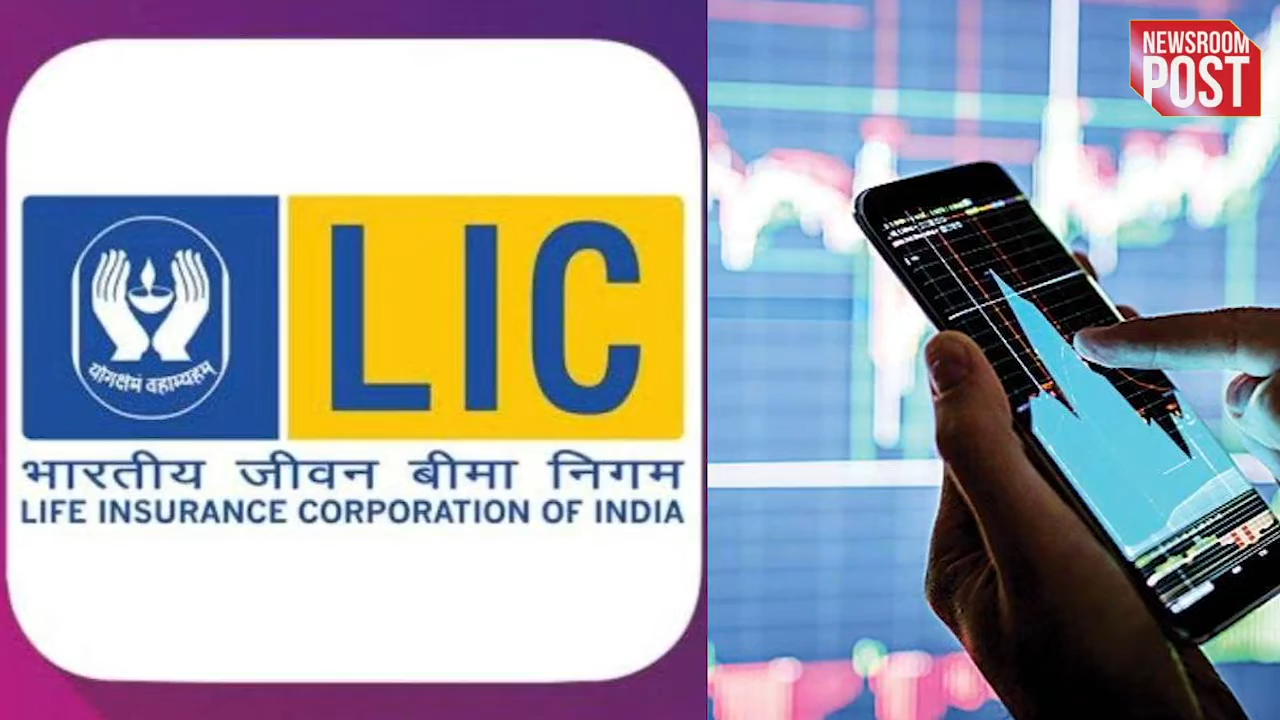 LIC
योगक्षेमं वहाम्यहम्
भारतीय जीवन बीमा निगम
LIFE INSURANCE CORPORATION OF INDIA
NEWSROOM
POST